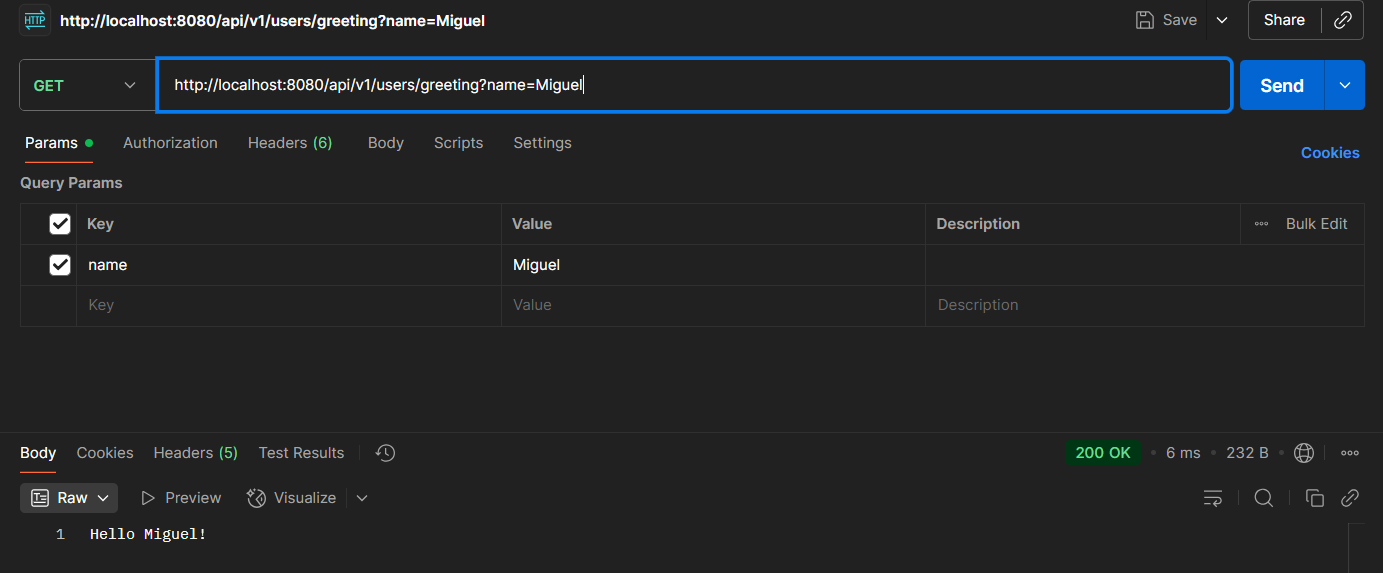 HTTP http://localhost:8080/api/v1/users/greeting?name=Miguel Save Share
GET http://localhost:8080/api/v1/users/greeting?name=Miguel Send
Params Authorization Headers (6) Body Scripts Settings Cookies
Query Params
Key Value Description Bulk Edit
name Miguel
Key Value Description
Body Cookies Headers (5) Test Results 200 OK • 6 ms • 232 B •
Raw Preview Visualize
1 Hello Miguel!